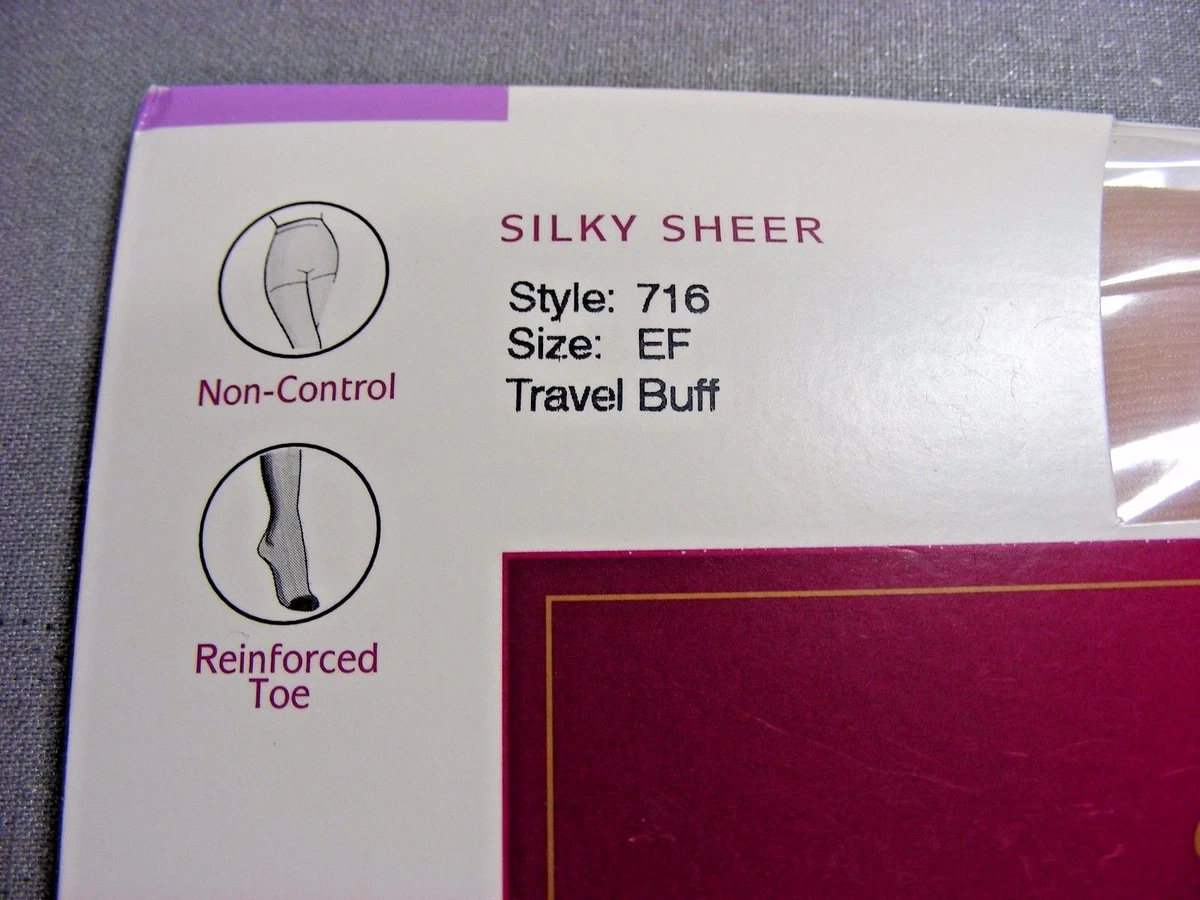 SILKY SHEER
Style: 716
Size: EF
Travel Buff
Non-Control
Reinforced
Toe